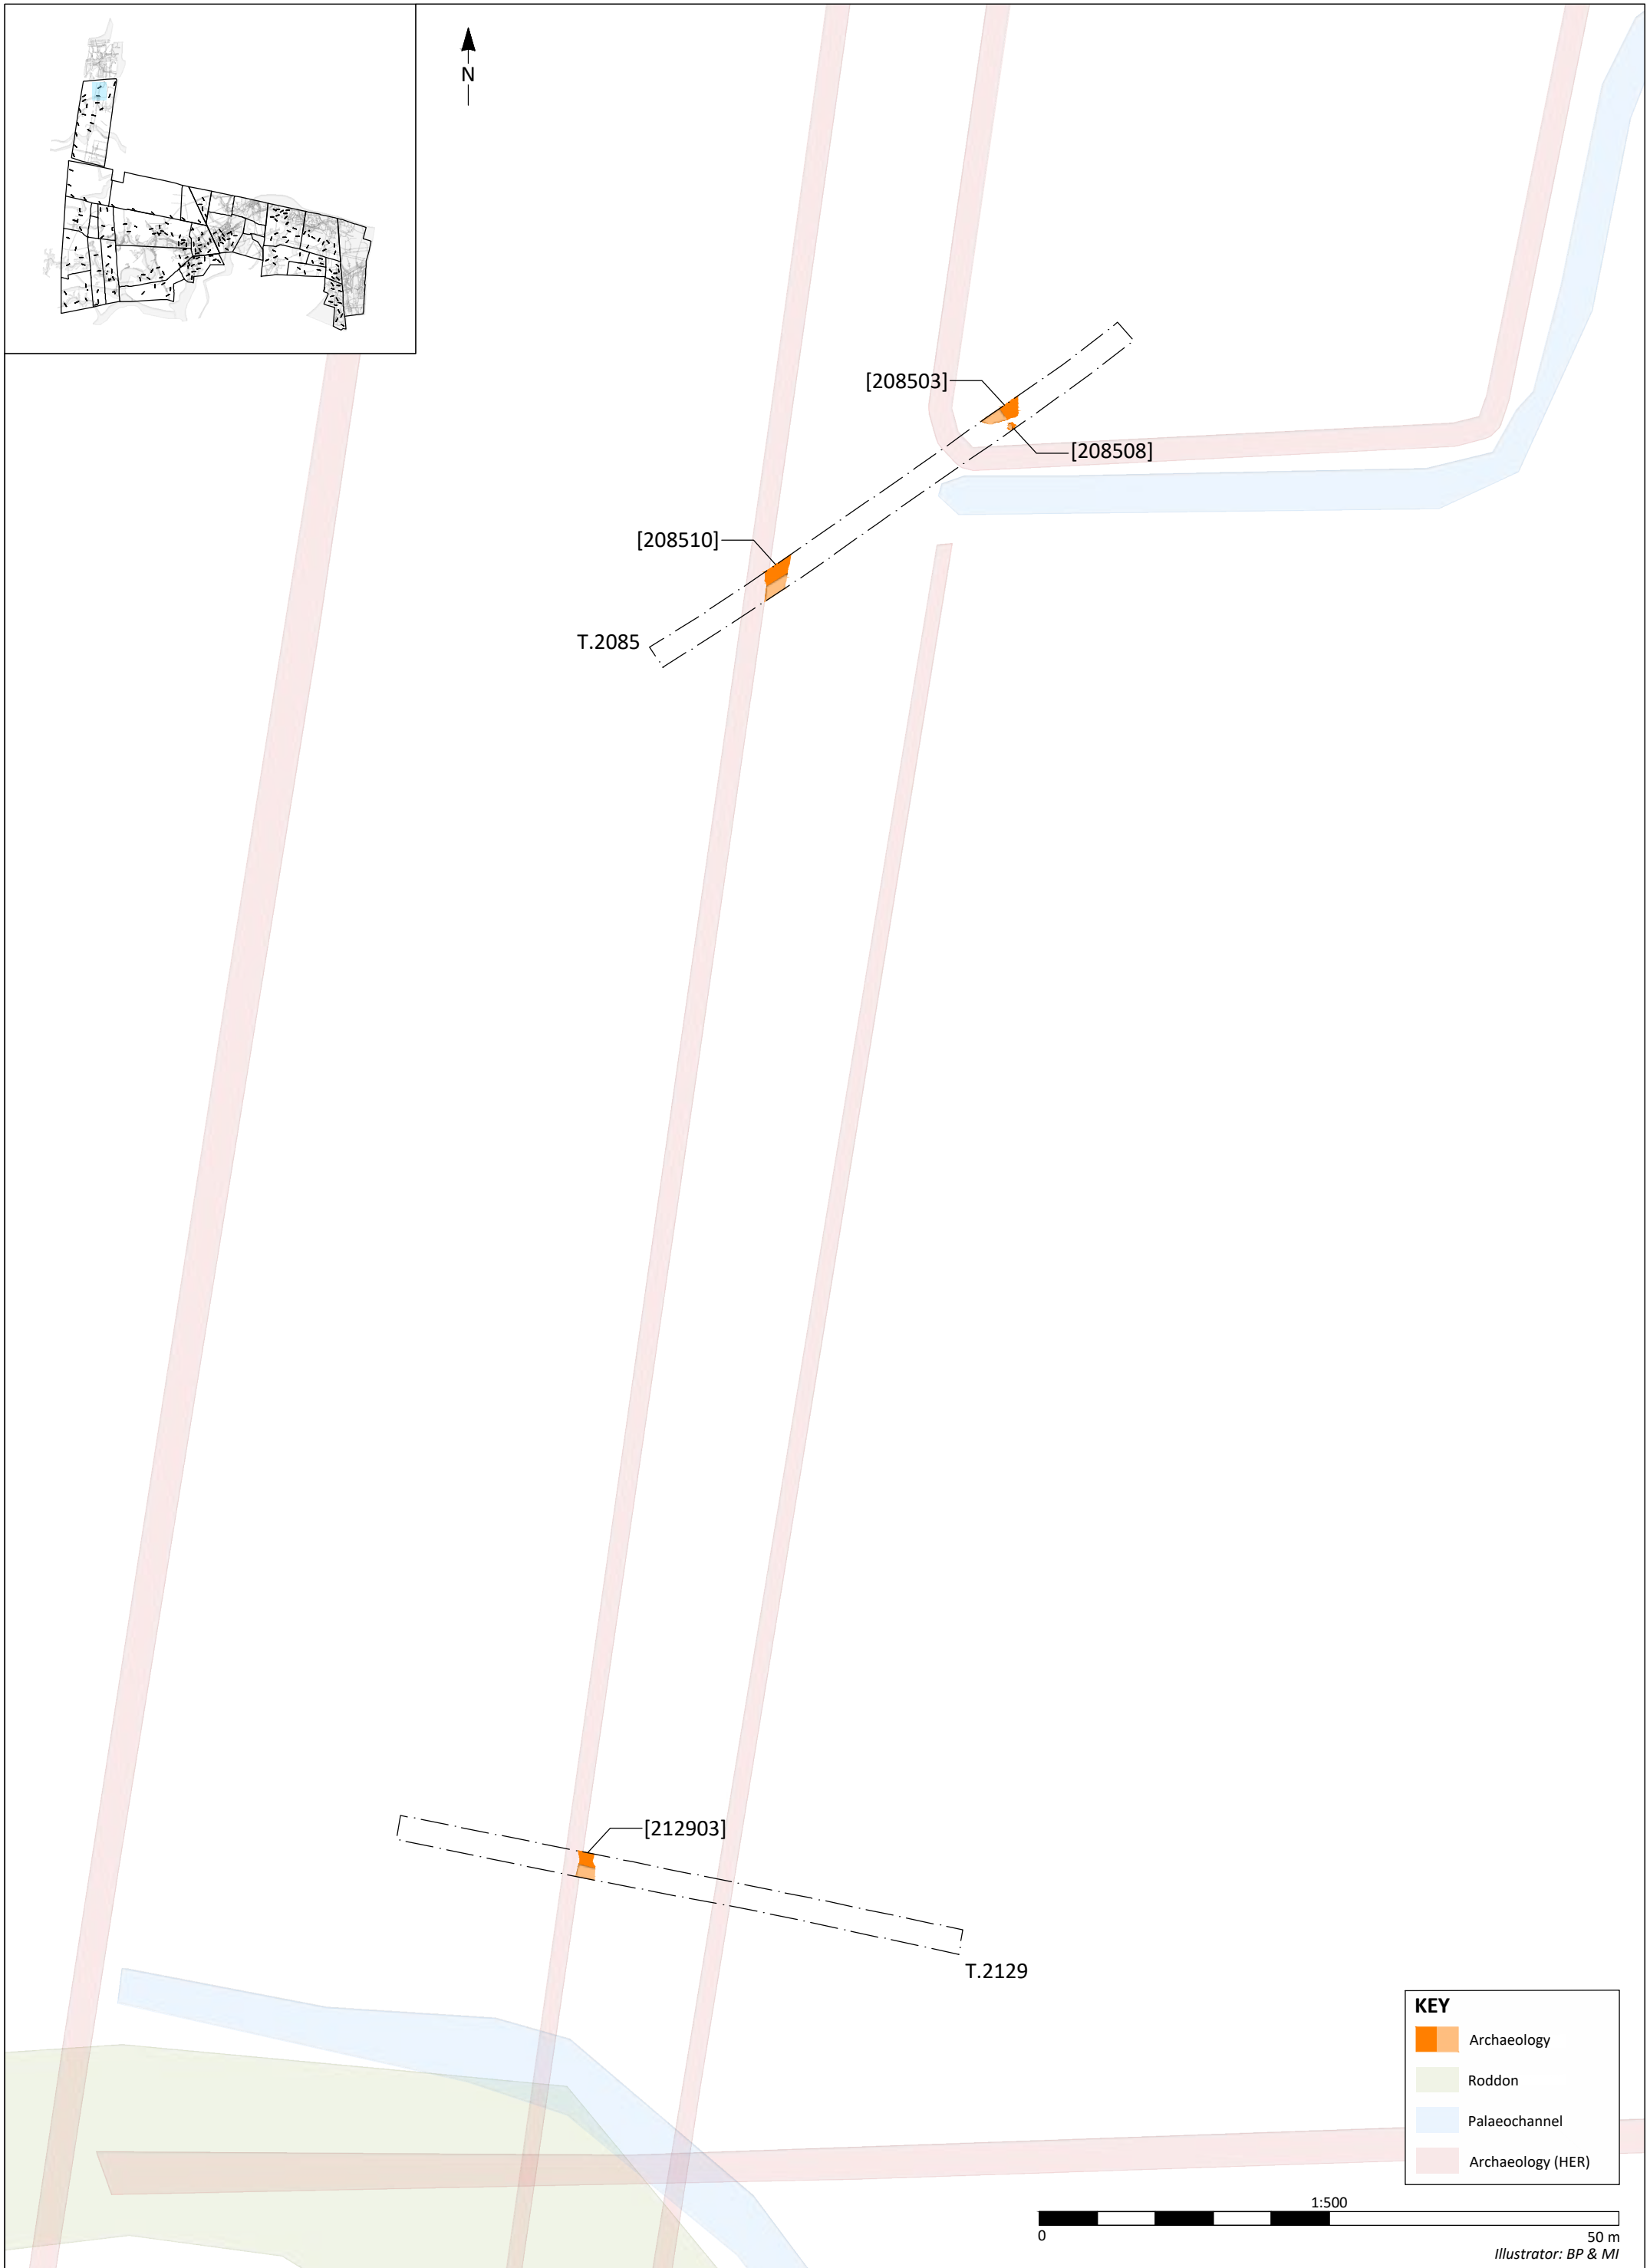 N
[208503]
[208508]
[208510]
T.2085
[212903]
T.2129
KEY
Archaeology
Roddon
Palaeochannel
Archaeology (HER)
1:500
0
50 m
Illustrator: BP & MI